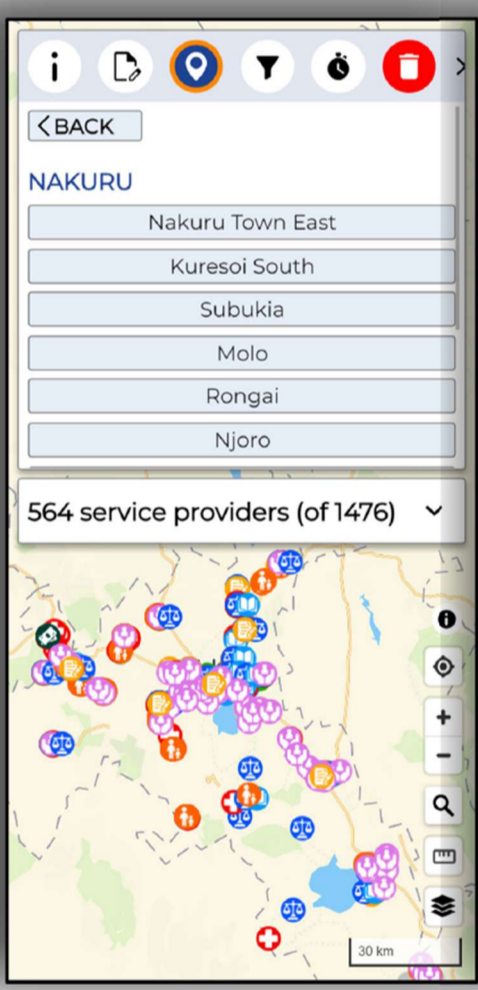 BACK
NAKURU
Nakuru Town East
Kuresoi South
Subukia
Molo
Rongai
Njoro
564 service providers (of 1476)
30 km